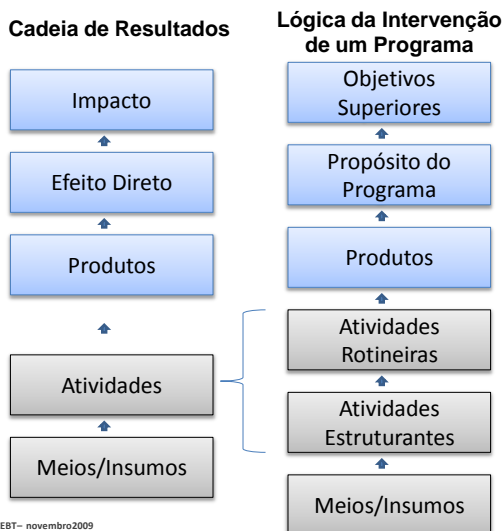 Cadeia de Resultados
Impacto
Efeito Direto
Produtos
Atividades
Meios/Insumos
EBT– novembro2009
Lógica da Intervenção
de um Programa
Objetivos
Superiores
Propósito do
Programa
Produtos
Atividades
Rotineiras
Atividades
Estruturantes
Meios/Insumos